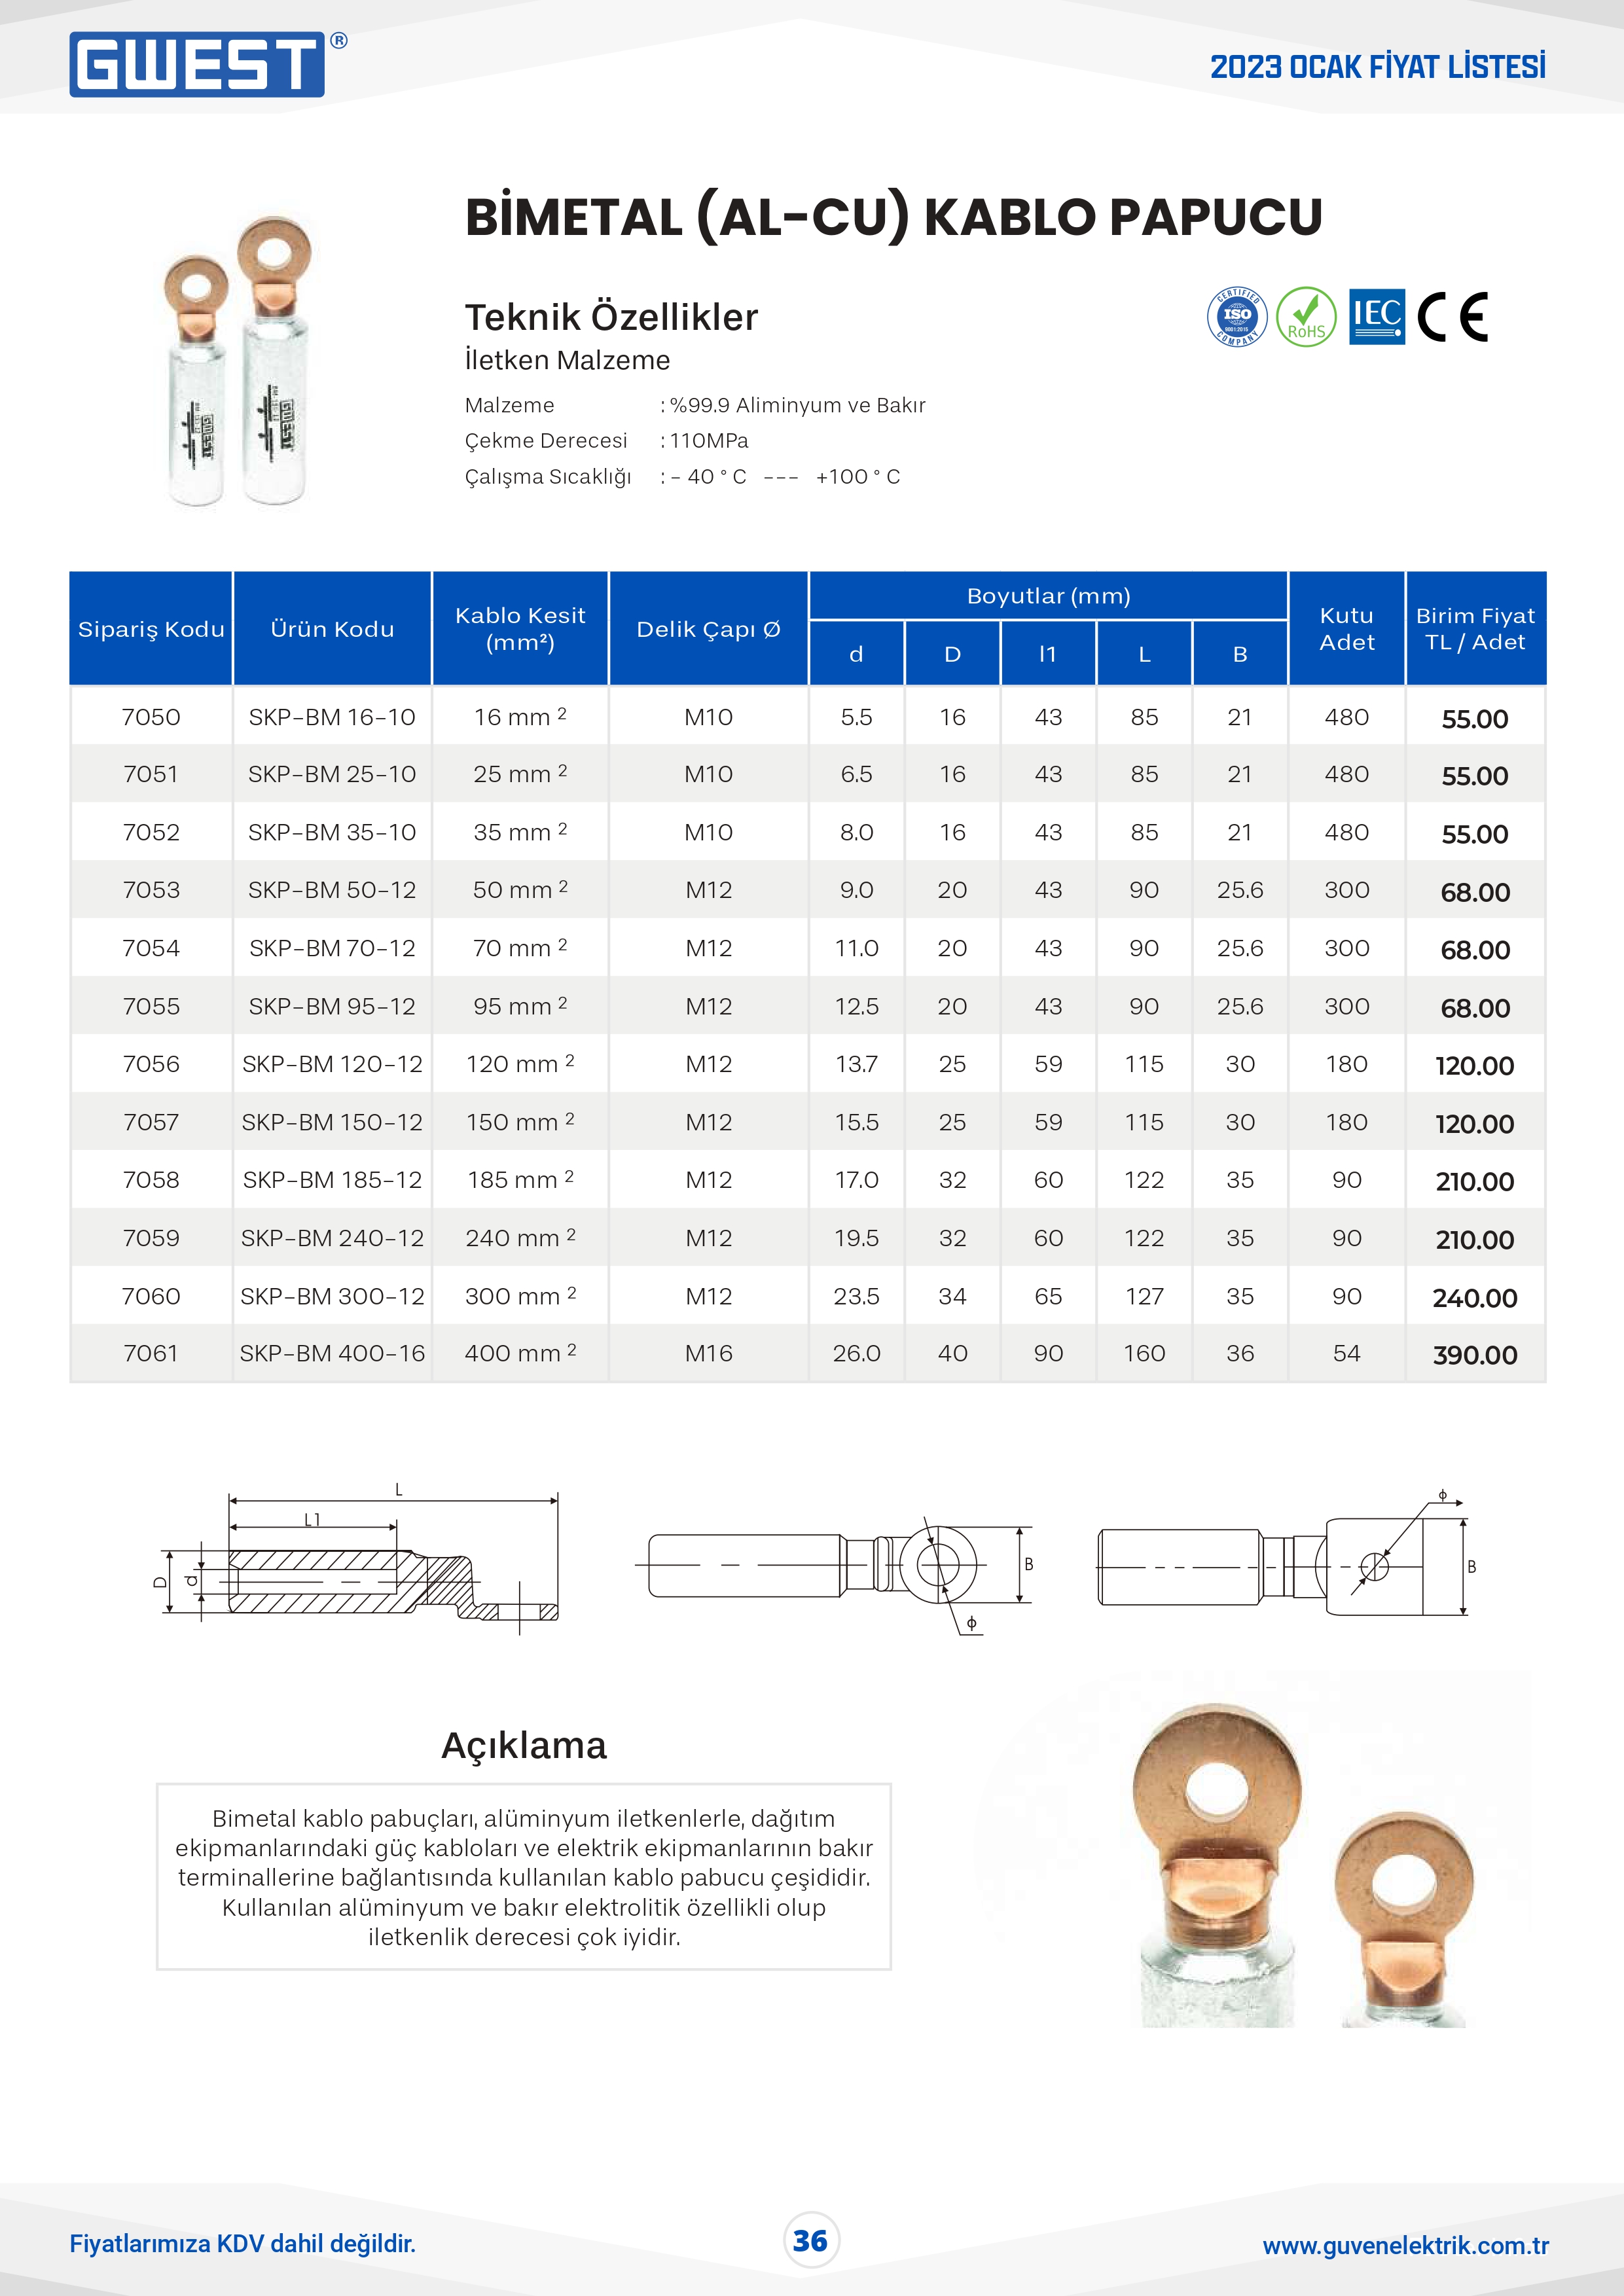 GWEST®
2023 OCAK FİYAT LİSTESİ
BİMETAL (AL-CU) KABLO PAPUCU
Teknik Özellikler
İletken Malzeme
Malzeme : %99.9 Aliminyum ve Bakır
Çekme Derecesi : 110MPa
Çalışma Sıcaklığı : - 40 ° C --- +100 ° C
CERTIFIED ISO 9001:2015 COMPANY
RoHS
IEC
CE
GWEST
GWEST
Sipariş Kodu Ürün Kodu Kablo Kesit (mm²) Delik Çapı Ø Boyutlar (mm) Kutu Adet Birim Fiyat TL / Adet
d D l1 L B
7050 SKP-BM 16-10 16 mm ² M10 5.5 16 43 85 21 480 55.00
7051 SKP-BM 25-10 25 mm ² M10 6.5 16 43 85 21 480 55.00
7052 SKP-BM 35-10 35 mm ² M10 8.0 16 43 85 21 480 55.00
7053 SKP-BM 50-12 50 mm ² M12 9.0 20 43 90 25.6 300 68.00
7054 SKP-BM 70-12 70 mm ² M12 11.0 20 43 90 25.6 300 68.00
7055 SKP-BM 95-12 95 mm ² M12 12.5 20 43 90 25.6 300 68.00
7056 SKP-BM 120-12 120 mm ² M12 13.7 25 59 115 30 180 120.00
7057 SKP-BM 150-12 150 mm ² M12 15.5 25 59 115 30 180 120.00
7058 SKP-BM 185-12 185 mm ² M12 17.0 32 60 122 35 90 210.00
7059 SKP-BM 240-12 240 mm ² M12 19.5 32 60 122 35 90 210.00
7060 SKP-BM 300-12 300 mm ² M12 23.5 34 65 127 35 90 240.00
7061 SKP-BM 400-16 400 mm ² M16 26.0 40 90 160 36 54 390.00
L
L1
D
d
B
ϕ
ϕ
B
Açıklama
Bimetal kablo pabuçları, alüminyum iletkenlerle, dağıtım
ekipmanlarındaki güç kabloları ve elektrik ekipmanlarının bakır
terminallerine bağlantısında kullanılan kablo pabucu çeşididir.
Kullanılan alüminyum ve bakır elektrolitik özellikli olup
iletkenlik derecesi çok iyidir.
Fiyatlarımıza KDV dahil değildir.
36
www.guvenelektrik.com.tr